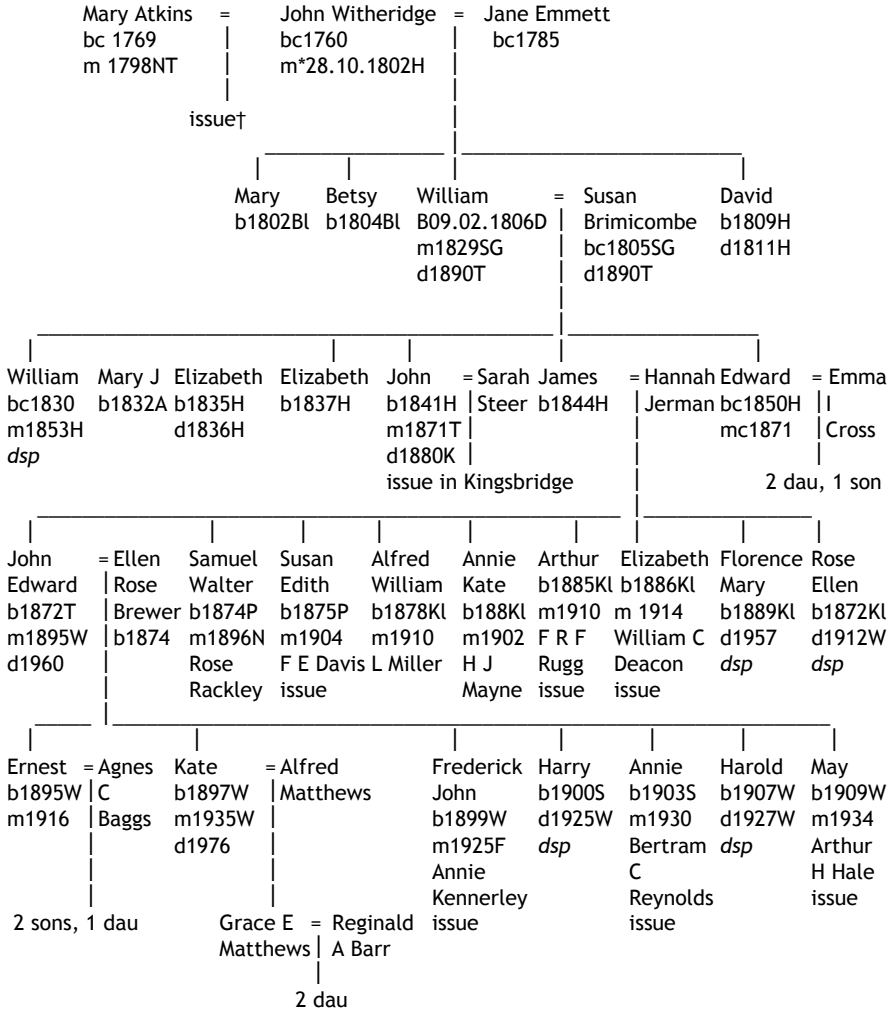 Mary Atkins = John Witheridge = Jane Emmett
bc 1769 bc1760 bc1785
m 1798NT m*28.10.1802H
issue†
Mary Betsy William = Susan David
b1802Bl b1804Bl B09.02.1806D Brimicombe b1809H
m1829SG bc1805SG d1811H
d1890T d1890T
William Mary J Elizabeth Elizabeth John = Sarah James = Hannah Edward = Emma
bc1830 b1832A b1835H b1837H b1841H Steer b1844H Jerman bc1850H I
m1853H d1836H m1871T mc1871 Cross
dsp d1880K
issue in Kingsbridge 2 dau, 1 son
John = Ellen Samuel Susan Alfred Annie Arthur Elizabeth Florence Rose
Edward Rose Walter Edith William Kate b1885Kl b1886Kl Mary Ellen
b1872T Brewer b1874P b1875P b1878Kl b188Kl m1910 m 1914 b1889Kl b1872Kl
m1895W b1874 m1896N m1904 m1910 m1902 F R F William C d1957 d1912W
d1960 Rose F E Davis L Miller H J Rugg Deacon dsp dsp
Rackley issue Mayne issue issue
Ernest = Agnes Kate = Alfred Frederick Harry Annie Harold May
b1895W C b1897W Matthews John b1900S b1903S b1907W b1909W
m1916 Baggs m1935W b1899W d1925W m1930 d1927W m1934
d1976 m1925F dsp Bertram dsp Arthur
Annie C H Hale
Kennerley Reynolds issue
2 sons, 1 dau Grace E = Reginald issue issue
Matthews A Barr
2 dau